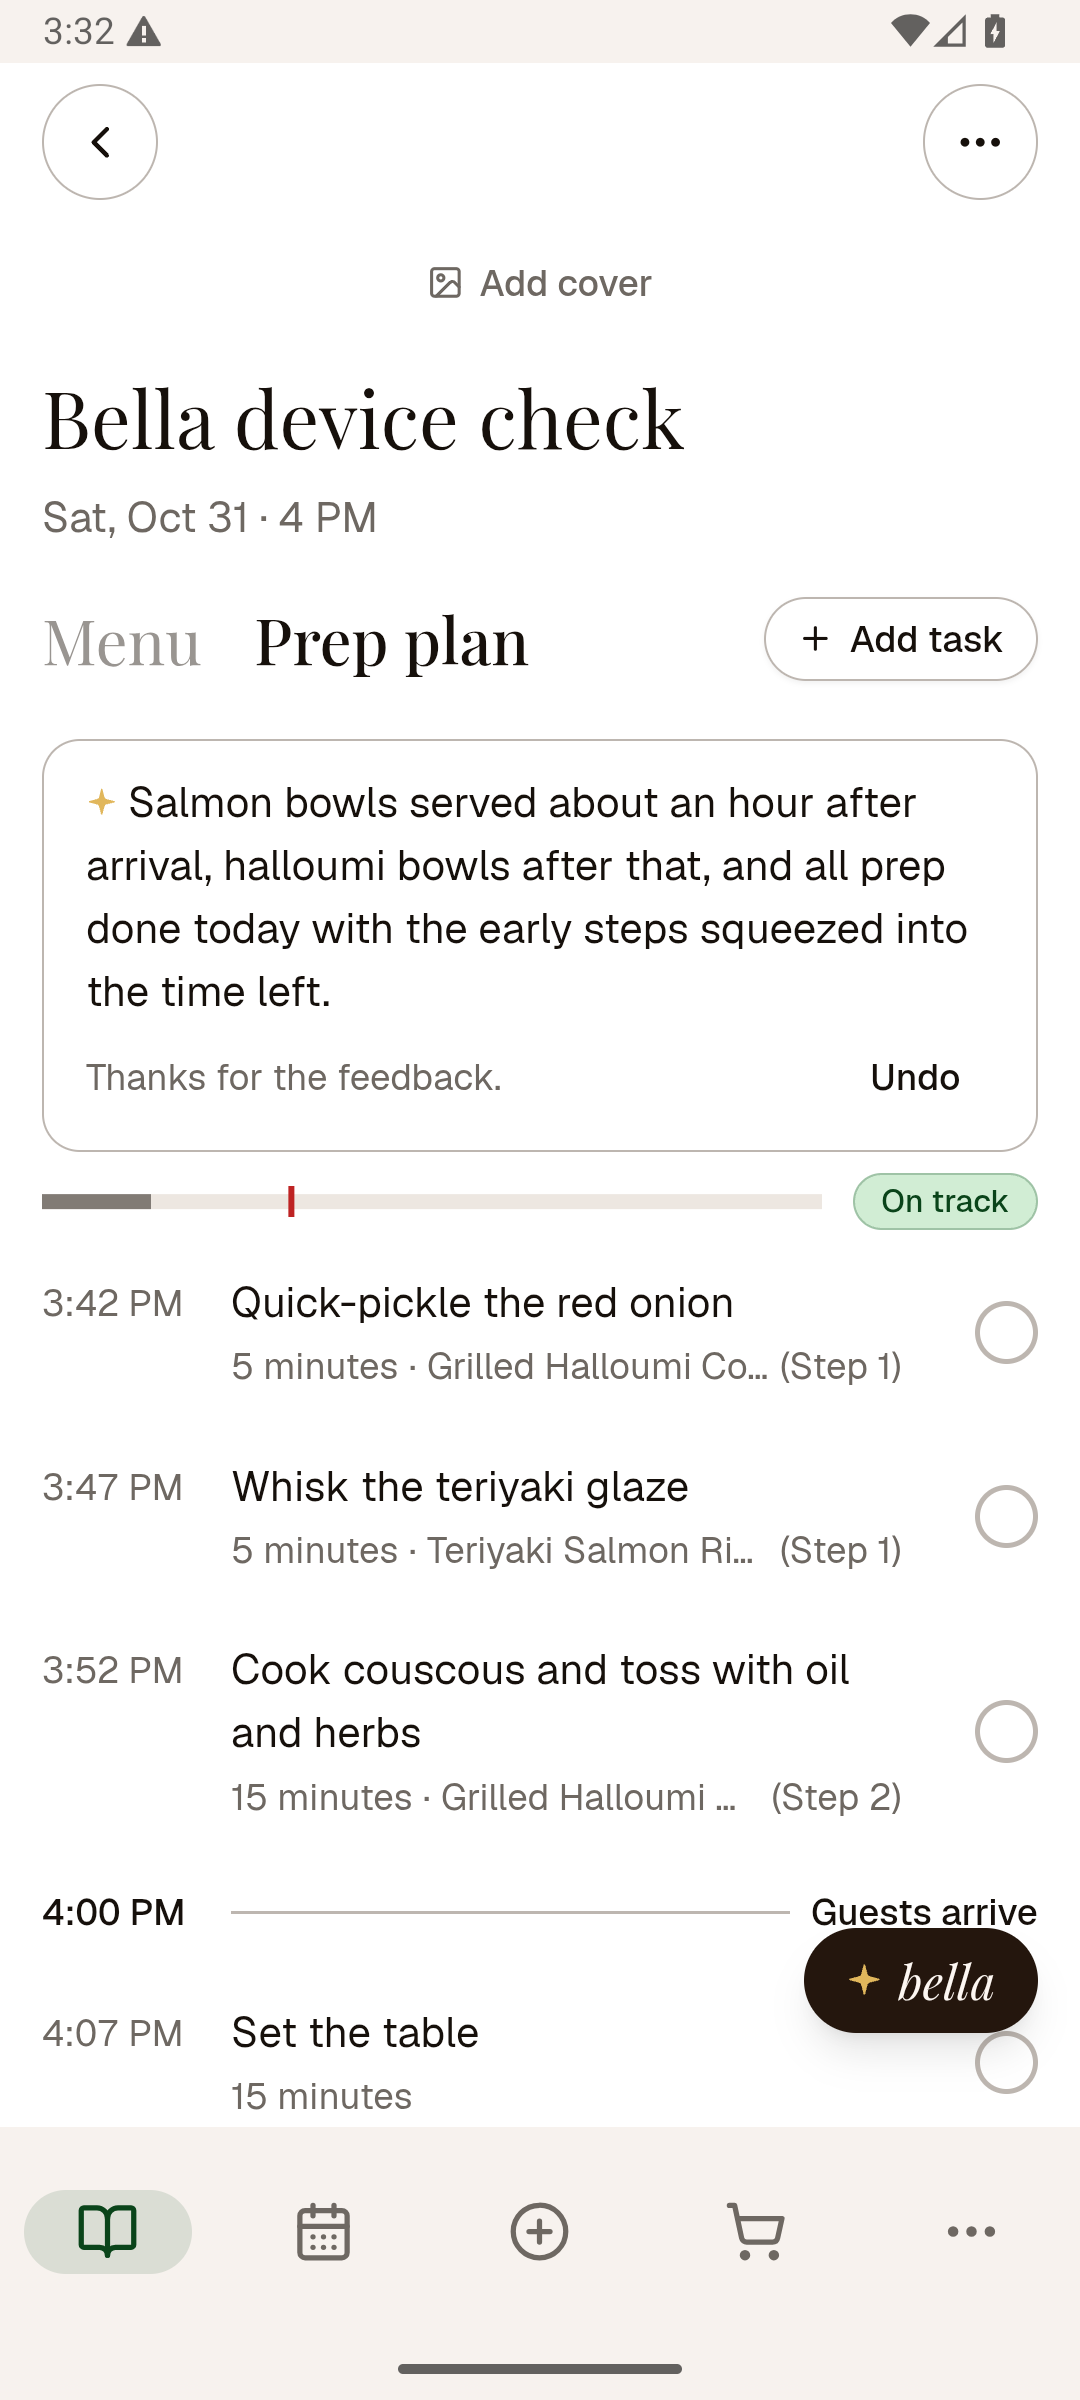 3:32
Add cover
Bella device check
Sat, Oct 31 · 4 PM
Menu
Prep plan
+ Add task
Salmon bowls served about an hour after
arrival, halloumi bowls after that, and all prep
done today with the early steps squeezed into
the time left.
Thanks for the feedback.
Undo
On track
3:42 PM
Quick-pickle the red onion
5 minutes · Grilled Halloumi Co... (Step 1)
3:47 PM
Whisk the teriyaki glaze
5 minutes · Teriyaki Salmon Ri... (Step 1)
3:52 PM
Cook couscous and toss with oil
and herbs
15 minutes · Grilled Halloumi ... (Step 2)
4:00 PM
Guests arrive
bella
4:07 PM
Set the table
15 minutes